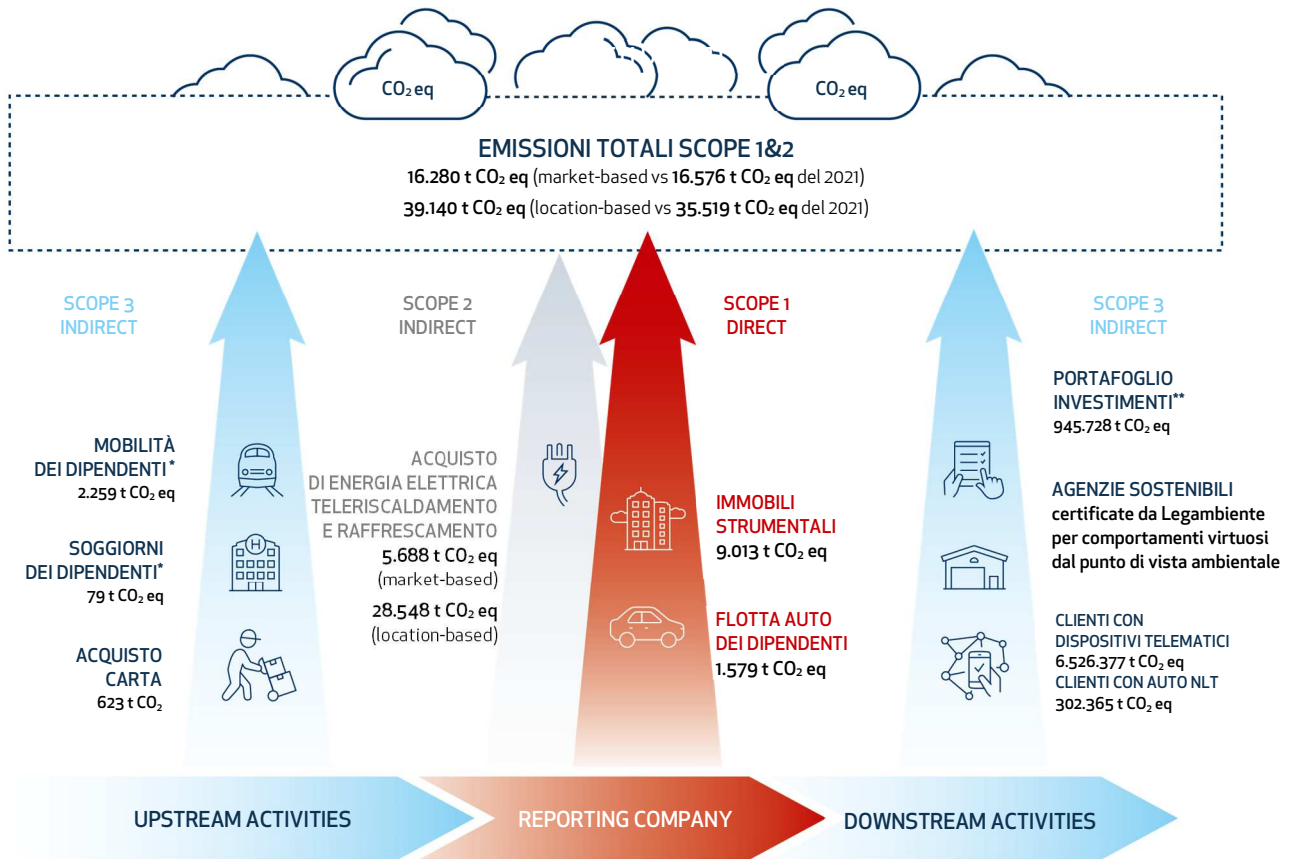 CO₂ eq
CO₂ eq
EMISSIONI TOTALI SCOPE 1&2
16.280 t CO₂ eq (market-based vs 16.576 t CO₂ eq del 2021)
39.140 t CO₂ eq (location-based vs 35.519 t CO₂ eq del 2021)
SCOPE 3
INDIRECT
MOBILITÀ
DEI DIPENDENTI *
2.259 t CO₂ eq
SOGGIORNI
DEI DIPENDENTI*
79 t CO₂ eq
H
ACQUISTO
CARTA
623 t CO₂
SCOPE 2
INDIRECT
ACQUISTO
DI ENERGIA ELETTRICA
TELERISCALDAMENTO
E RAFFRESCAMENTO
5.688 t CO₂ eq
(market-based)
28.548 t CO₂ eq
(location-based)
SCOPE 1
DIRECT
IMMOBILI
STRUMENTALI
9.013 t CO₂ eq
FLOTTA AUTO
DEI DIPENDENTI
1.579 t CO₂ eq
SCOPE 3
INDIRECT
PORTAFOGLIO
INVESTIMENTI**
945.728 t CO₂ eq
AGENZIE SOSTENIBILI
certificate da Legambiente
per comportamenti virtuosi
dal punto di vista ambientale
CLIENTI CON
DISPOSITIVI TELEMATICI
6.526.377 t CO₂ eq
CLIENTI CON AUTO NLT
302.365 t CO₂ eq
UPSTREAM ACTIVITIES
REPORTING COMPANY
DOWNSTREAM ACTIVITIES